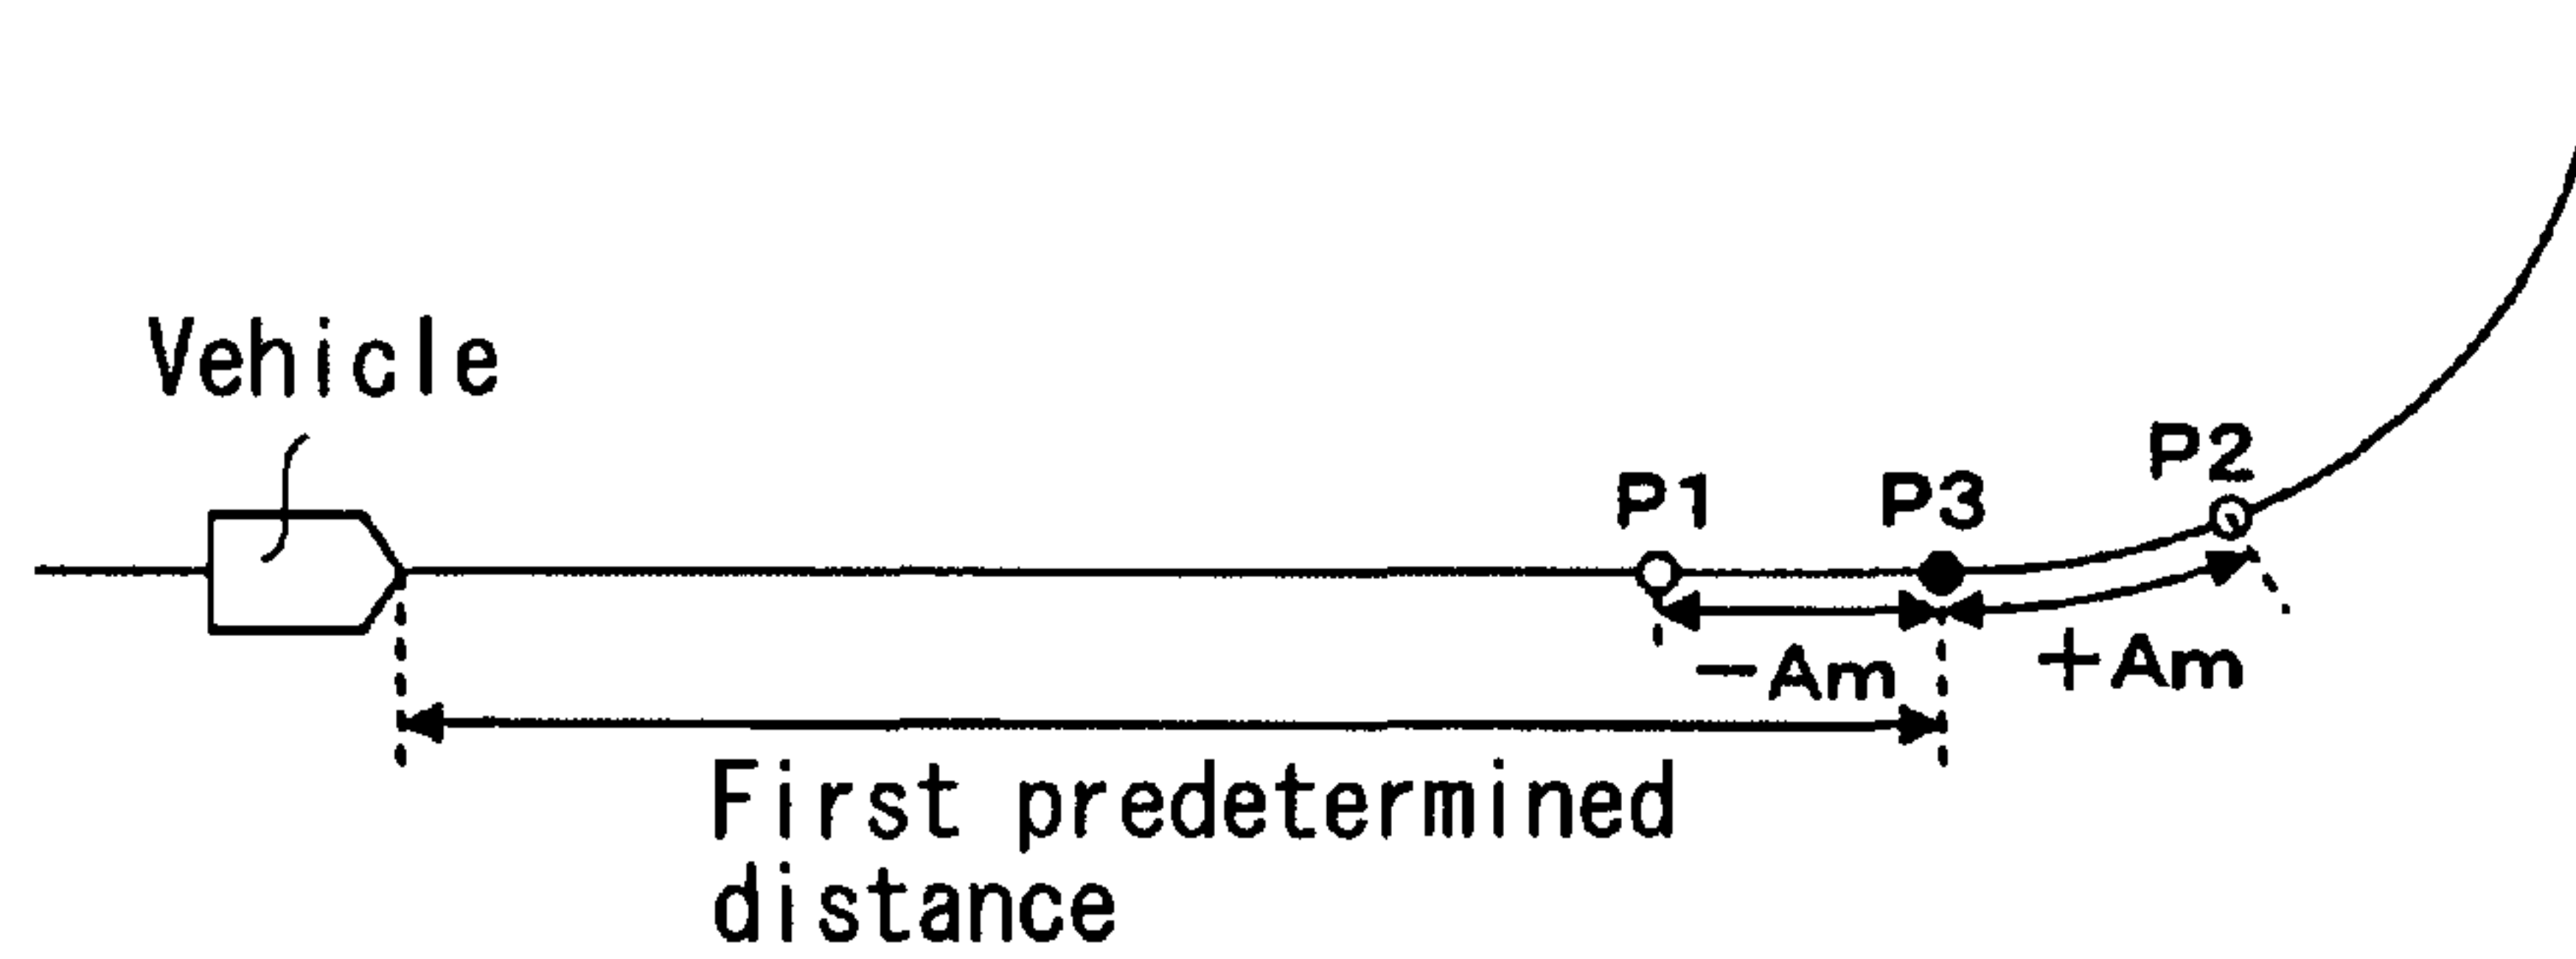 Vehicle
P1
P3
P2
−Am
+Am
First predetermined
distance